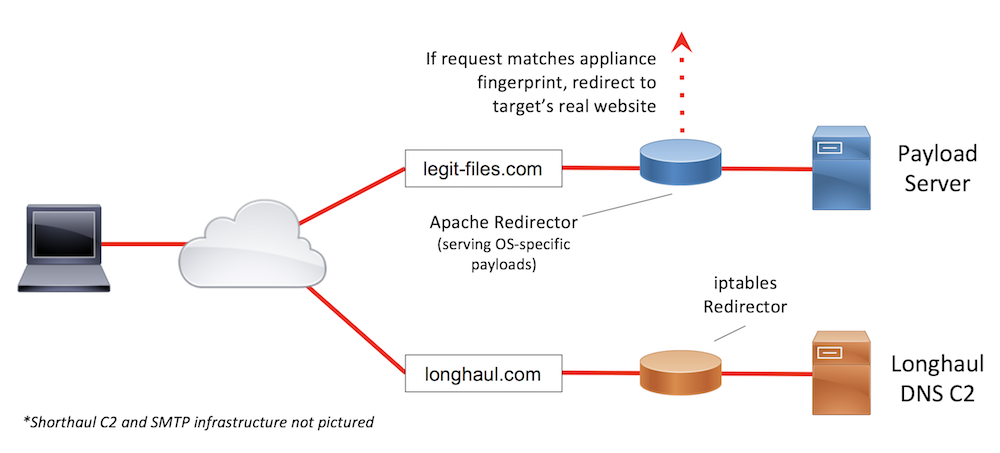 If request matches appliance
fingerprint, redirect to
target's real website
legit-files.com
Payload
Server
Apache Redirector
(serving OS-specific
payloads)
iptables
Redirector
longhaul.com
Longhaul
DNS C2
*Shorthaul C2 and SMTP infrastructure not pictured